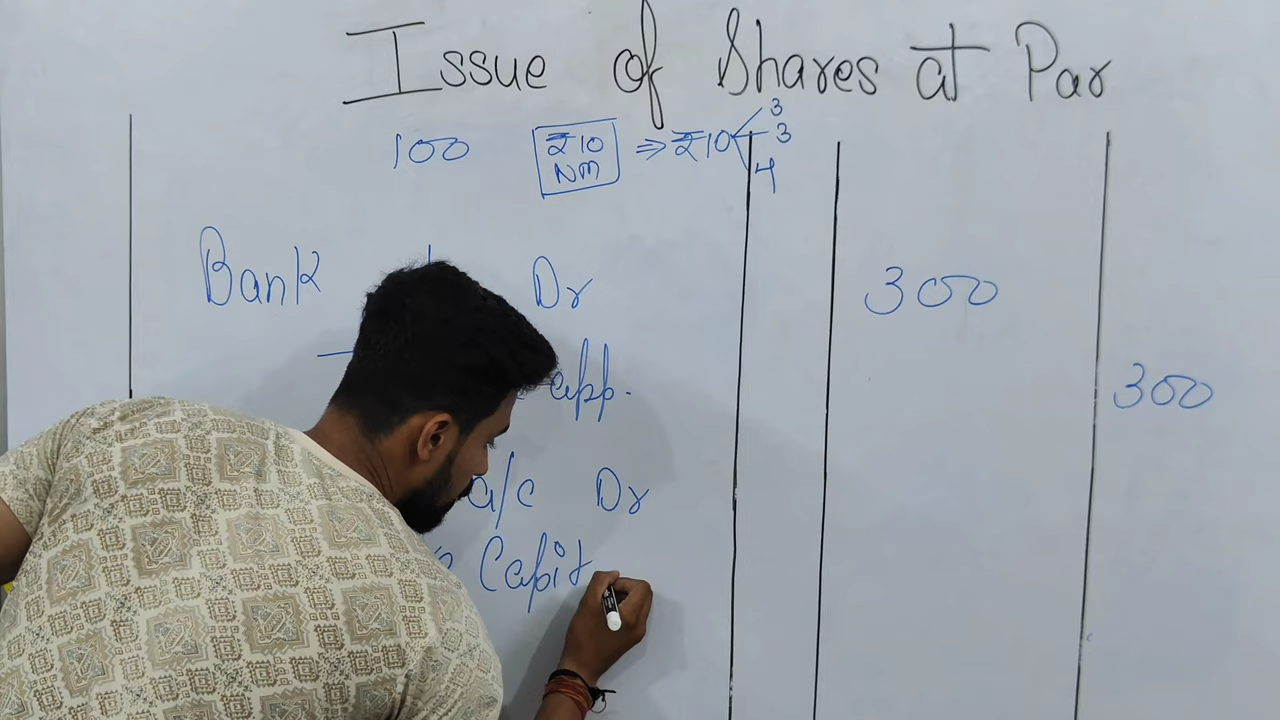 Issue of Shares at Par
100 ₹10 NM ⇒ ₹10 3 3 4
Bank Dr 300
app. 300
a/c Dr
Capit